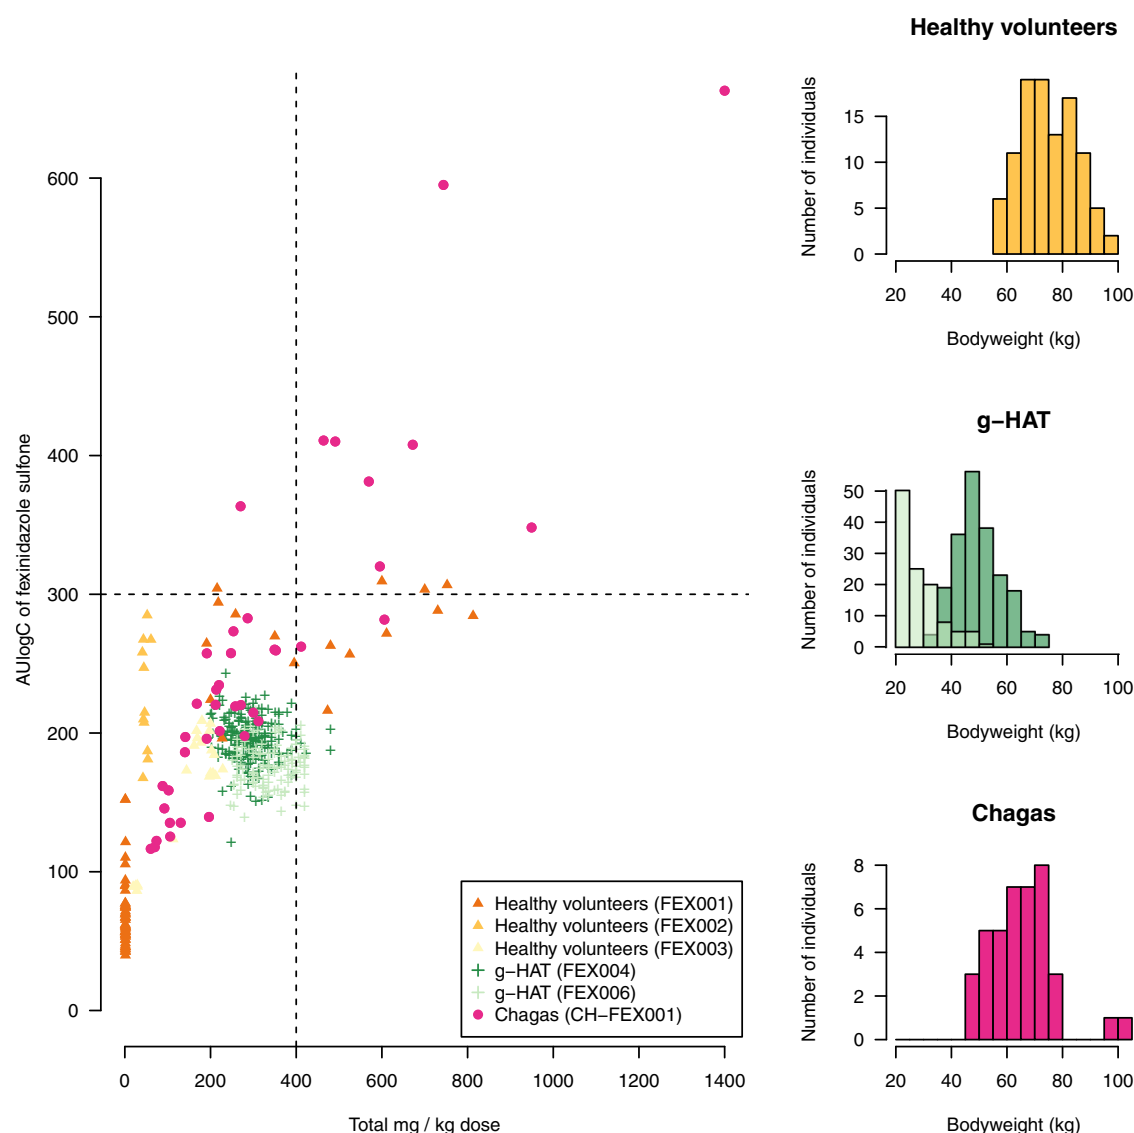 AUlogC of fexinidazole sulfone
600
500
400
300
200
100
0
0 200 400 600 800 1000 1200 1400
Total mg / kg dose
Healthy volunteers (FEX001)
Healthy volunteers (FEX002)
Healthy volunteers (FEX003)
g−HAT (FEX004)
g−HAT (FEX006)
Chagas (CH−FEX001)
Healthy volunteers
Number of individuals
15
10
5
0
20 40 60 80 100
Bodyweight (kg)
g−HAT
Number of individuals
50
40
30
20
10
0
20 40 60 80 100
Bodyweight (kg)
Chagas
Number of individuals
8
6
4
2
0
20 40 60 80 100
Bodyweight (kg)